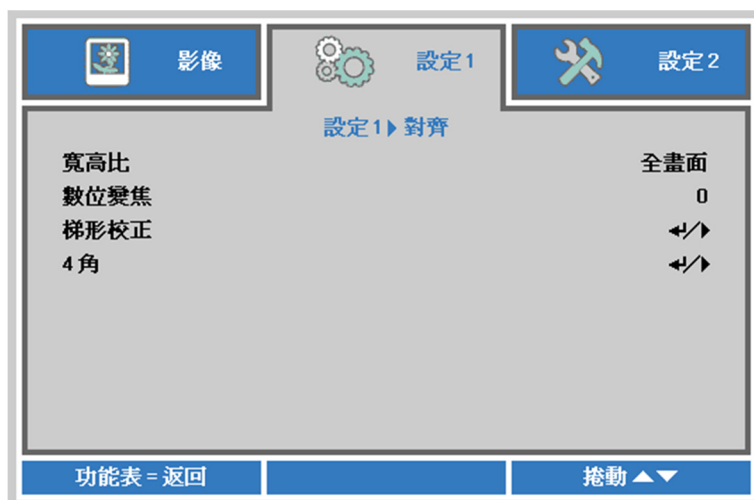 影像
設定1
設定2
設定1▶對齊
寬高比 全畫面
數位變焦 0
梯形校正 ↵/▶
4角 ↵/▶
功能表 = 返回
捲動▲▼